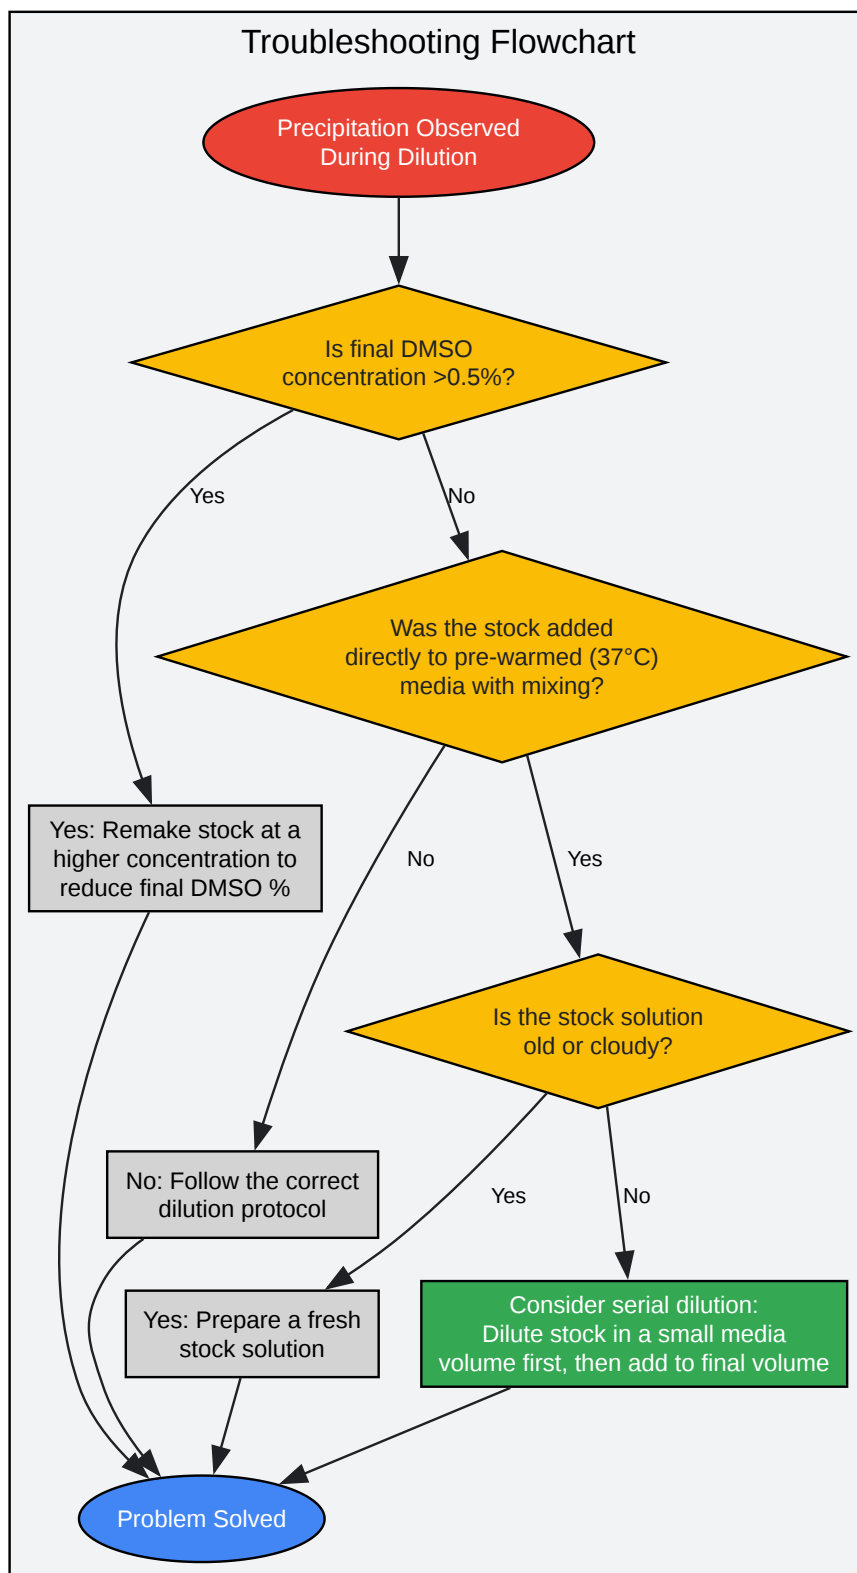 Troubleshooting Flowchart
Precipitation Observed
During Dilution
Is final DMSO
concentration >0.5%?
Yes
No
Was the stock added
directly to pre-warmed (37°C)
media with mixing?
Yes: Remake stock at a
higher concentration to
reduce final DMSO %
No
Yes
Is the stock solution
old or cloudy?
No: Follow the correct
dilution protocol
Yes
No
Yes: Prepare a fresh
stock solution
Consider serial dilution:
Dilute stock in a small media
volume first, then add to final volume
Problem Solved